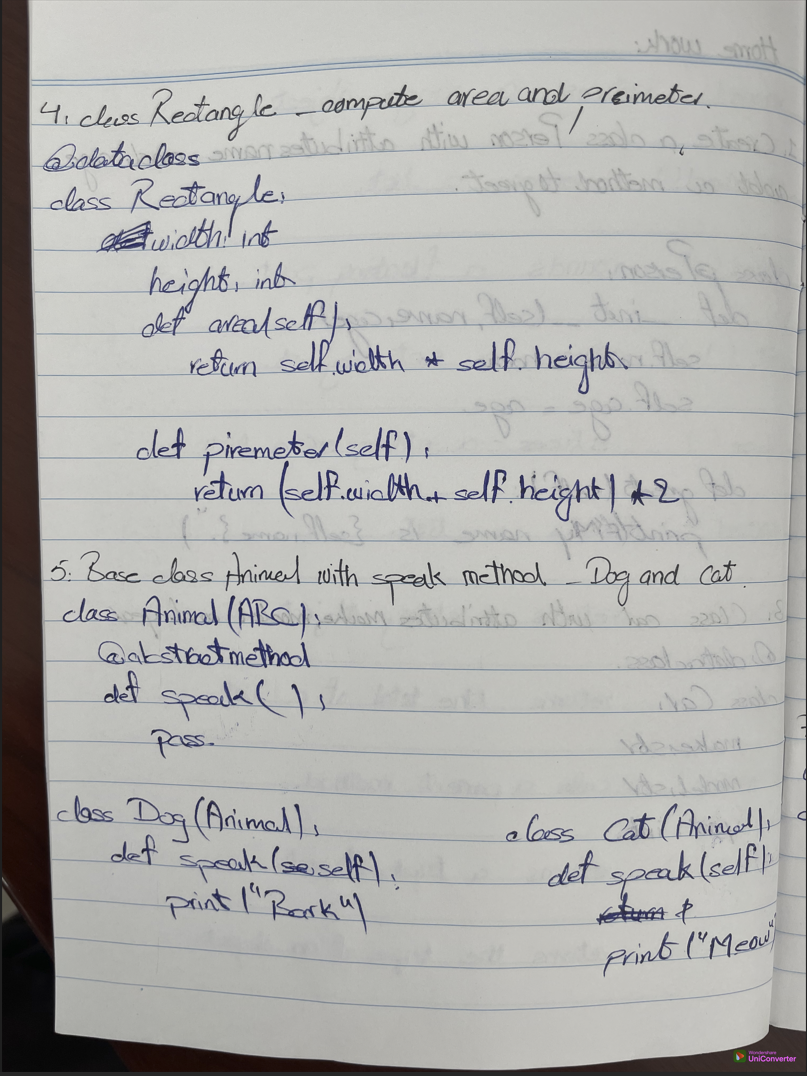 4. class Rectangle - compute area and preimeter.
@dataclass
class Rectangle:
width: int
height: int
def area(self):
return self.width * self.height
def piremeter(self):
return (self.width + self.height) * 2
5. Base class Animal with speak method - Dog and Cat.
class Animal(ABC):
@abstractmethod
def speak( ):
pass.
class Dog(Animal):
def speak(se self):
print("Bark")
class Cat(Animal):
def speak(self):
return p
print("Meow"
Wondershare
UniConverter